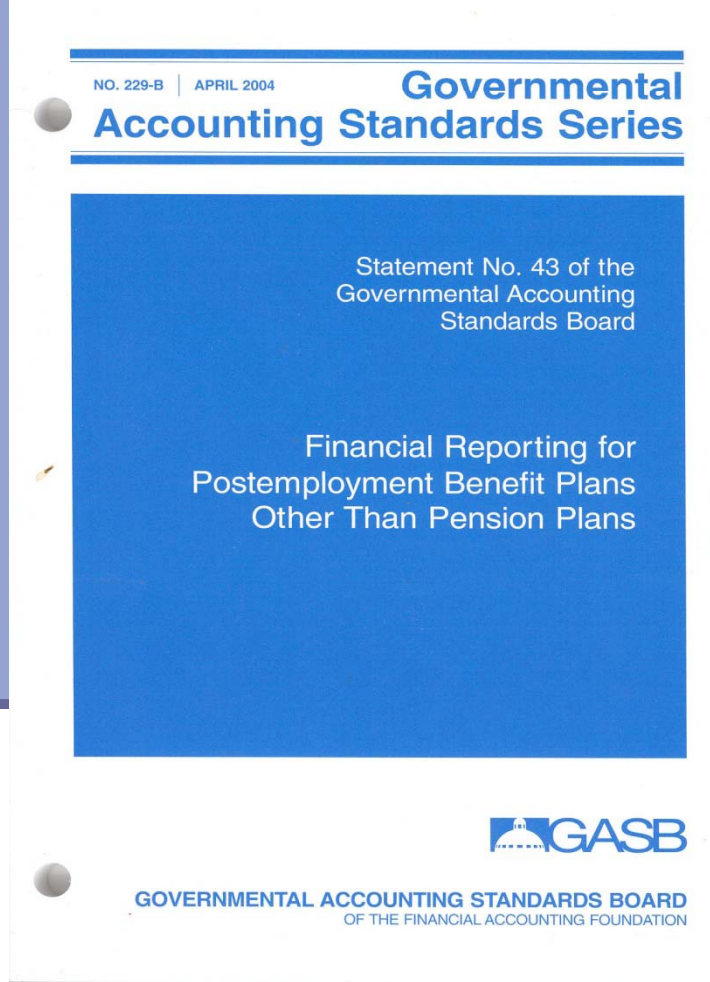 NO. 229-B | APRIL 2004
Governmental
Accounting Standards Series
Statement No. 43 of the
Governmental Accounting
Standards Board
Financial Reporting for
Postemployment Benefit Plans
Other Than Pension Plans
GASB
GOVERNMENTAL ACCOUNTING STANDARDS BOARD
OF THE FINANCIAL ACCOUNTING FOUNDATION